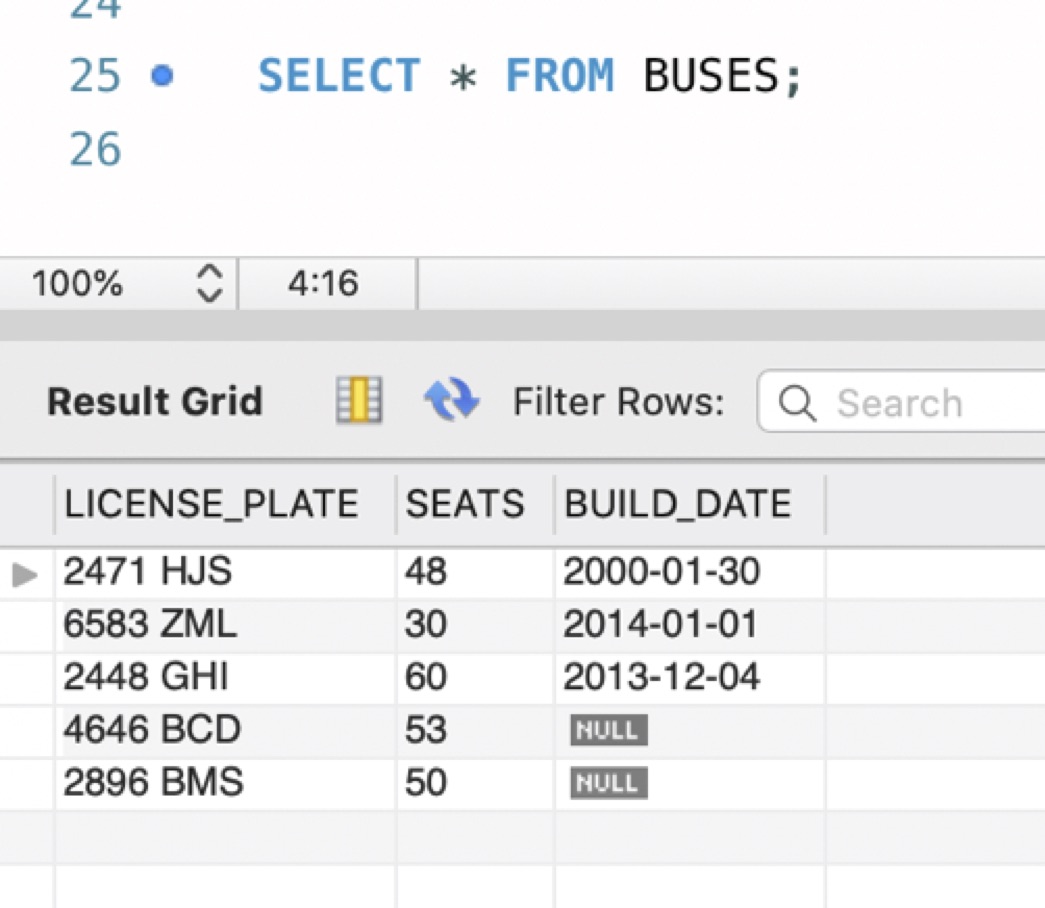 24
25 SELECT * FROM BUSES;
26
100% 4:16
Result Grid Filter Rows: Search
LICENSE_PLATE SEATS BUILD_DATE
2471 HJS 48 2000-01-30
6583 ZML 30 2014-01-01
2448 GHI 60 2013-12-04
4646 BCD 53 NULL
2896 BMS 50 NULL